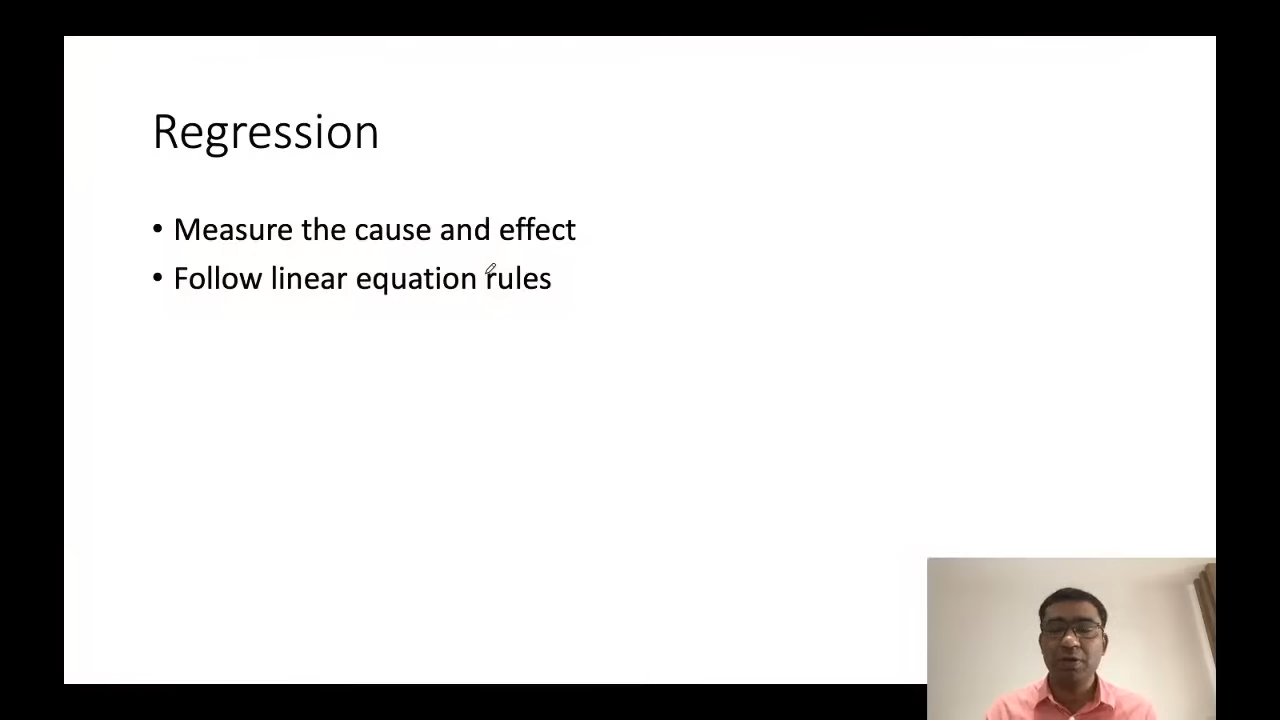 Regression
• Measure the cause and effect
• Follow linear equation rules